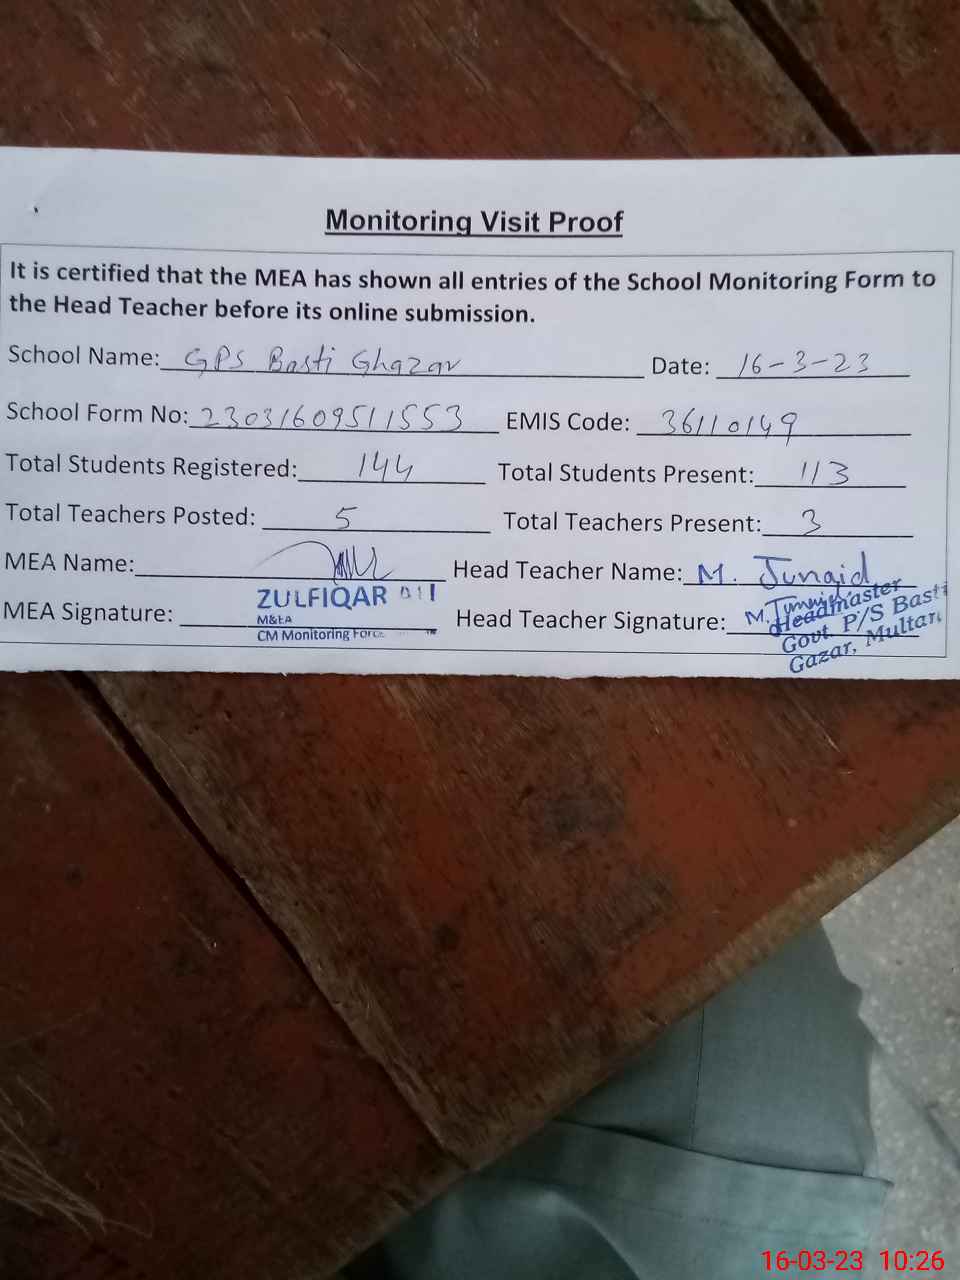 Monitoring Visit Proof
It is certified that the MEA has shown all entries of the School Monitoring Form to
the Head Teacher before its online submission.
School Name: GPS Basti Ghazar Date: 16-3-23
School Form No: 23031609511553 EMIS Code: 36110149
Total Students Registered: 144 Total Students Present: 113
Total Teachers Posted: 5 Total Teachers Present: 3
MEA Name: Head Teacher Name: M. Junaid
MEA Signature: ZULFIQAR Head Teacher Signature: M.
M&EA
CM Monitoring Force
Headmaster
Govt. P/S Basti
Gazar, Multan
16-03-23 10:26